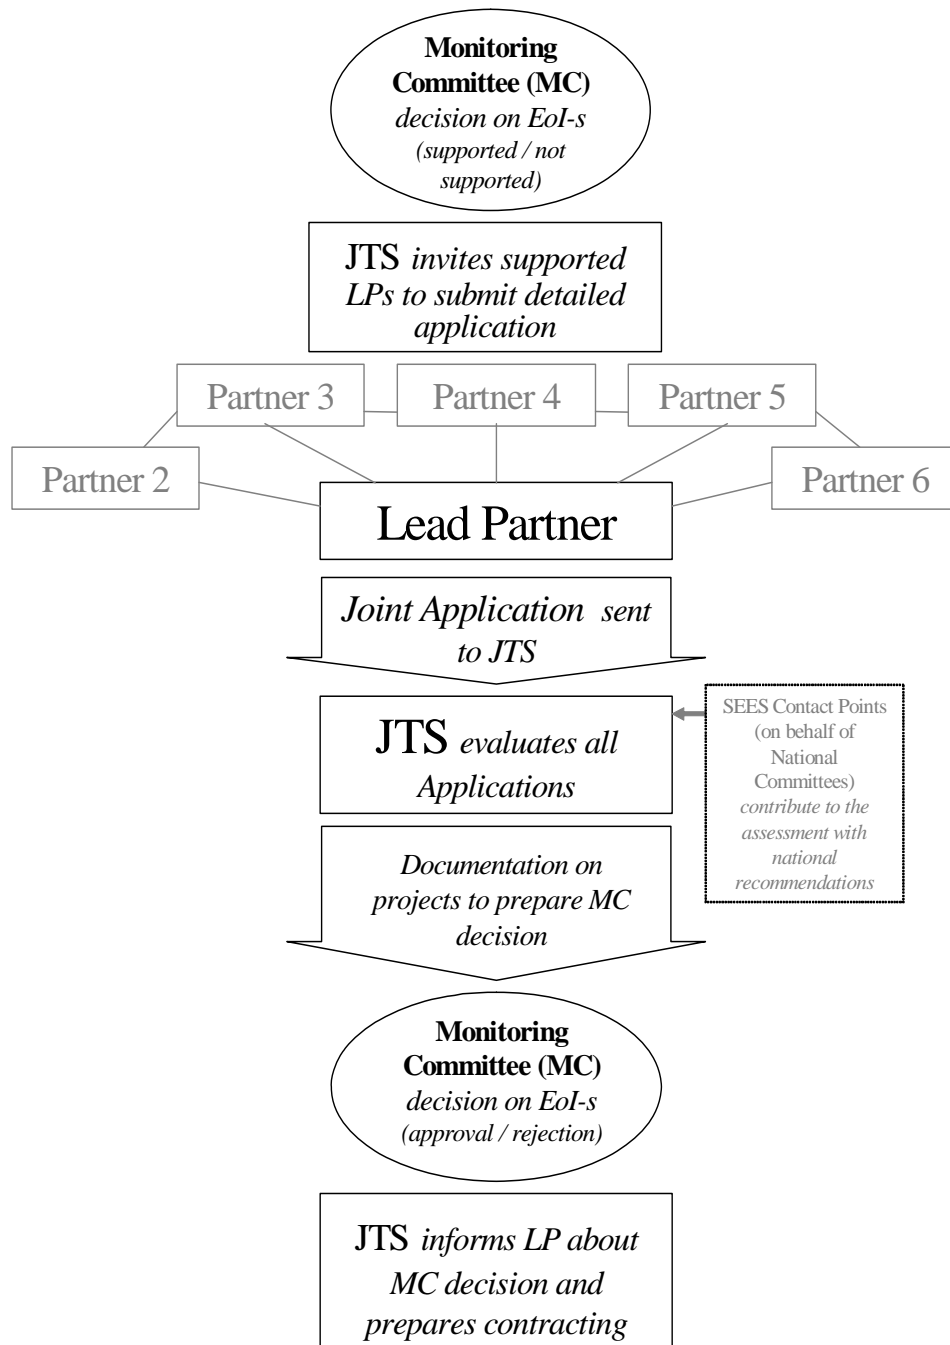 Monitoring
Committee (MC)
decision on EoI-s
(supported / not
supported)
JTS invites supported
LPs to submit detailed
application
Partner 3
Partner 4
Partner 5
Partner 2
Partner 6
Lead Partner
Joint Application sent
to JTS
JTS evaluates all
Applications
SEES Contact Points
(on behalf of
National
Committees)
contribute to the
assessment with
national
recommendations
Documentation on
projects to prepare MC
decision
Monitoring
Committee (MC)
decision on EoI-s
(approval / rejection)
JTS informs LP about
MC decision and
prepares contracting